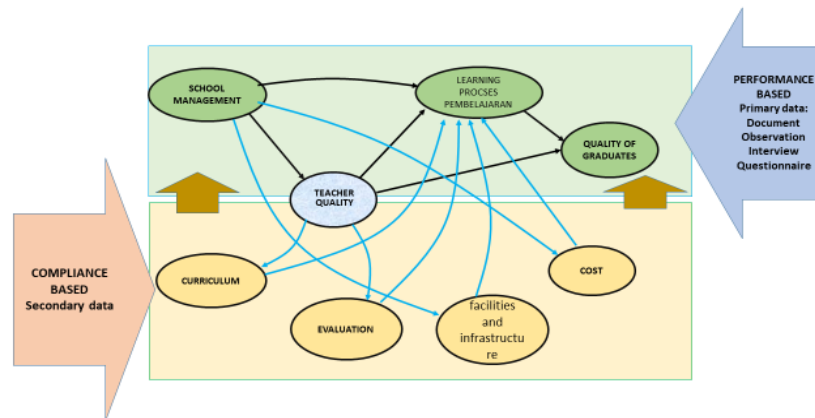 SCHOOL
MANAGEMENT
LEARNING
PROCSES
PEMBELAJARAN
QUALITY OF
GRADUATES
TEACHER
QUALITY
CURRICULUM
EVALUATION
facilities
and
infrastructu
re
COST
COMPLIANCE
BASED
Secondary data
PERFORMANCE
BASED
Primary data:
Document
Observation
Interview
Questionnaire